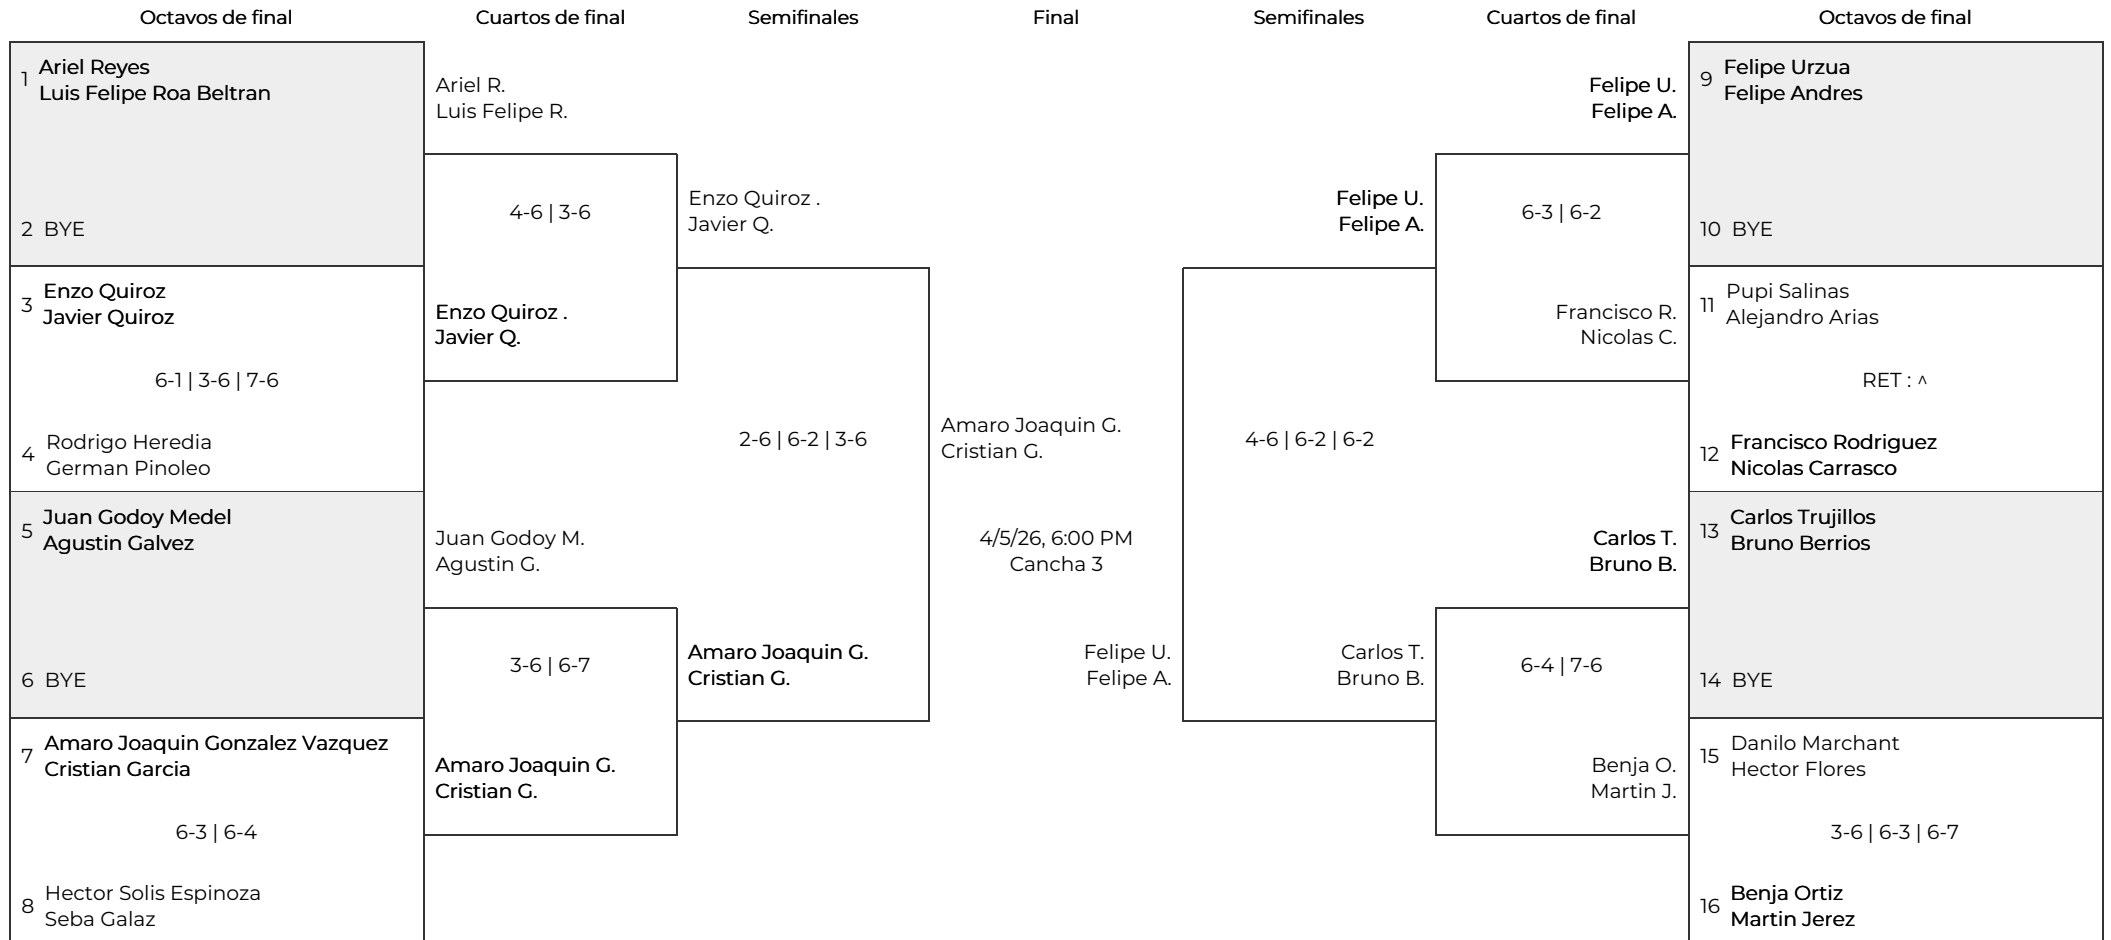 Octavos de final
Cuartos de final
Semifinales
Final
Semifinales
Cuartos de final
Octavos de final
1
Ariel Reyes
Luis Felipe Roa Beltran
2 BYE
3
Enzo Quiroz
Javier Quiroz
6-1 | 3-6 | 7-6
4
Rodrigo Heredia
German Pinoleo
5
Juan Godoy Medel
Agustin Galvez
6 BYE
7
Amaro Joaquin Gonzalez Vazquez
Cristian Garcia
6-3 | 6-4
8
Hector Solis Espinoza
Seba Galaz
Ariel R.
Luis Felipe R.
4-6 | 3-6
Enzo Quiroz .
Javier Q.
Juan Godoy M.
Agustin G.
3-6 | 6-7
Amaro Joaquin G.
Cristian G.
Enzo Quiroz .
Javier Q.
2-6 | 6-2 | 3-6
Amaro Joaquin G.
Cristian G.
Amaro Joaquin G.
Cristian G.
4/5/26, 6:00 PM
Cancha 3
Felipe U.
Felipe A.
Felipe U.
Felipe A.
4-6 | 6-2 | 6-2
Carlos T.
Bruno B.
Felipe U.
Felipe A.
6-3 | 6-2
Francisco R.
Nicolas C.
Carlos T.
Bruno B.
6-4 | 7-6
Benja O.
Martin J.
9
Felipe Urzua
Felipe Andres
10 BYE
11
Pupi Salinas
Alejandro Arias
RET : ^
12
Francisco Rodriguez
Nicolas Carrasco
13
Carlos Trujillos
Bruno Berrios
14 BYE
15
Danilo Marchant
Hector Flores
3-6 | 6-3 | 6-7
16
Benja Ortiz
Martin Jerez